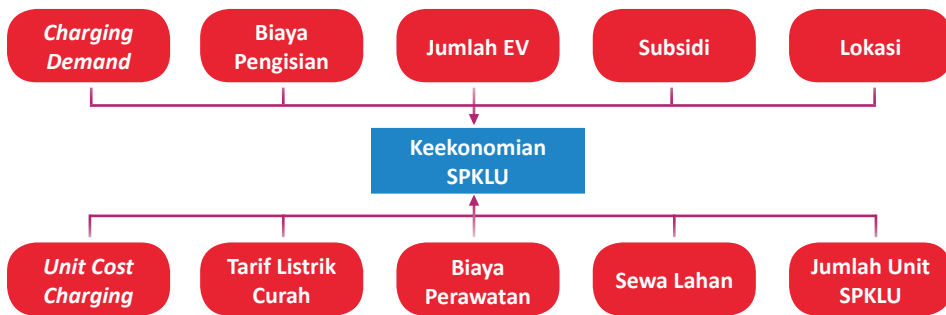 Charging
Demand
Biaya
Pengisian
Jumlah EV
Subsidi
Lokasi
Keekonomian
SPKLU
Unit Cost
Charging
Tarif Listrik
Curah
Biaya
Perawatan
Sewa Lahan
Jumlah Unit
SPKLU